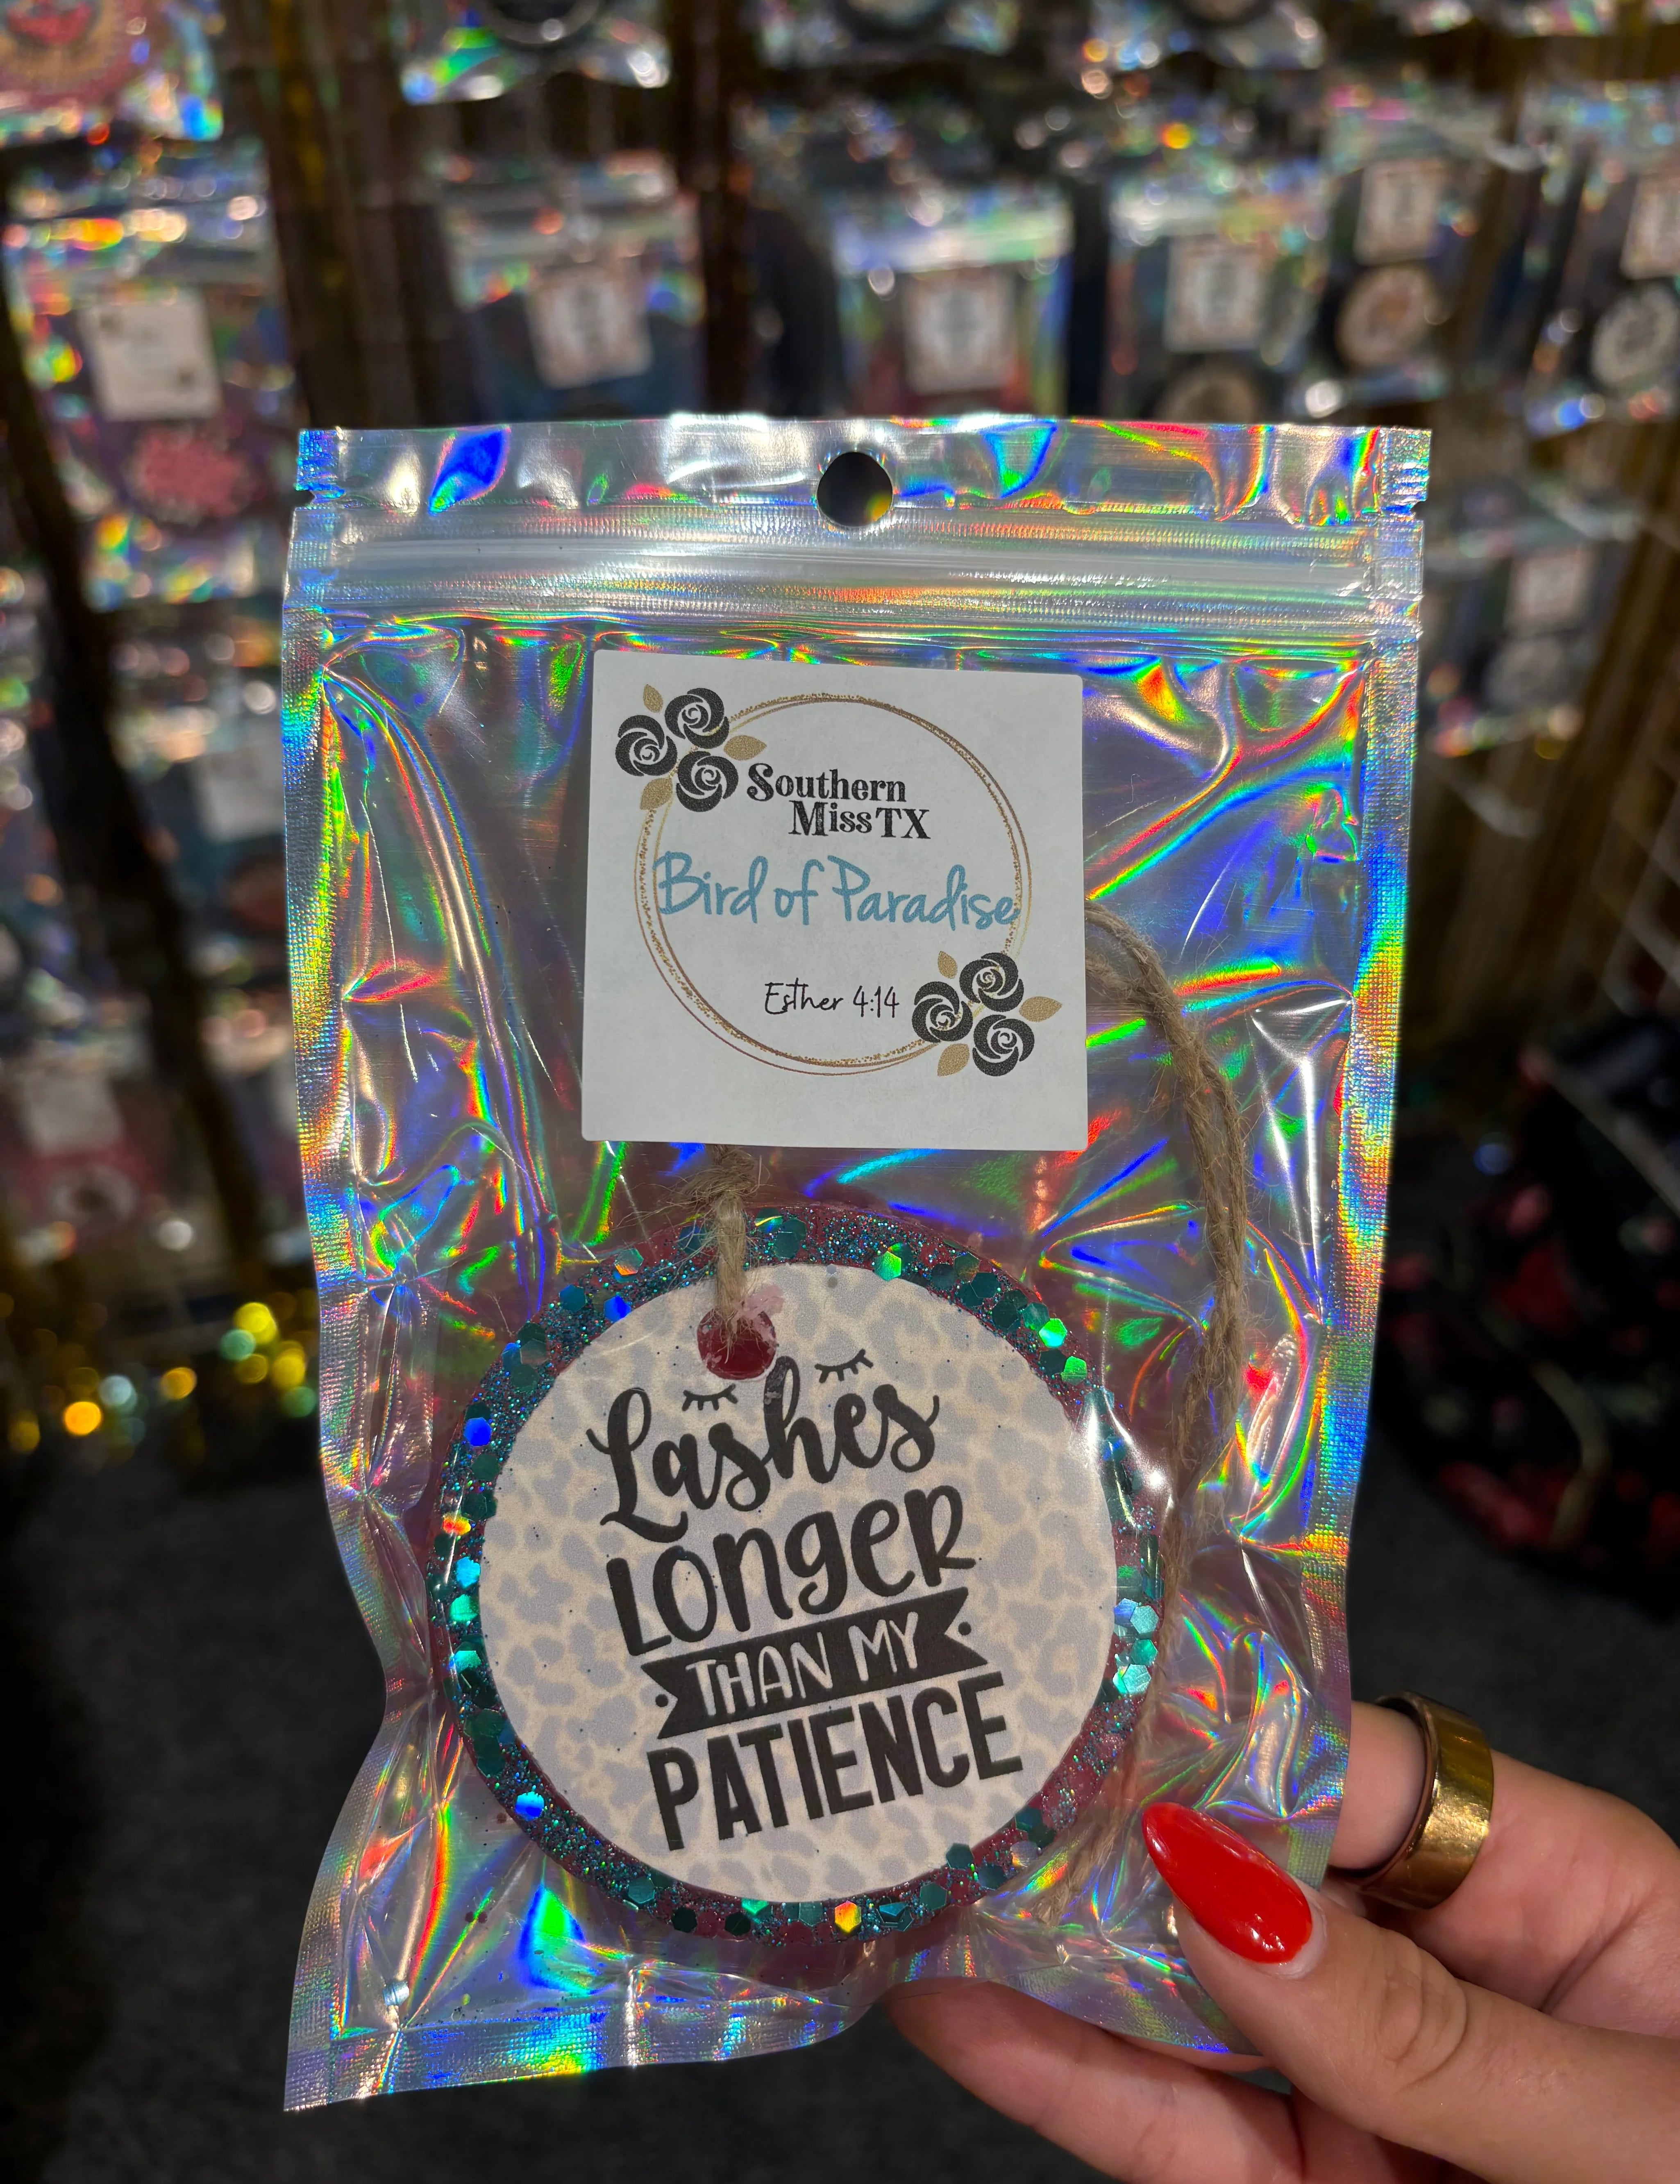 Southern
Miss TX
Bird of Paradise
Esther 4:14
Lashes
LONGER
THAN MY
PATIENCE